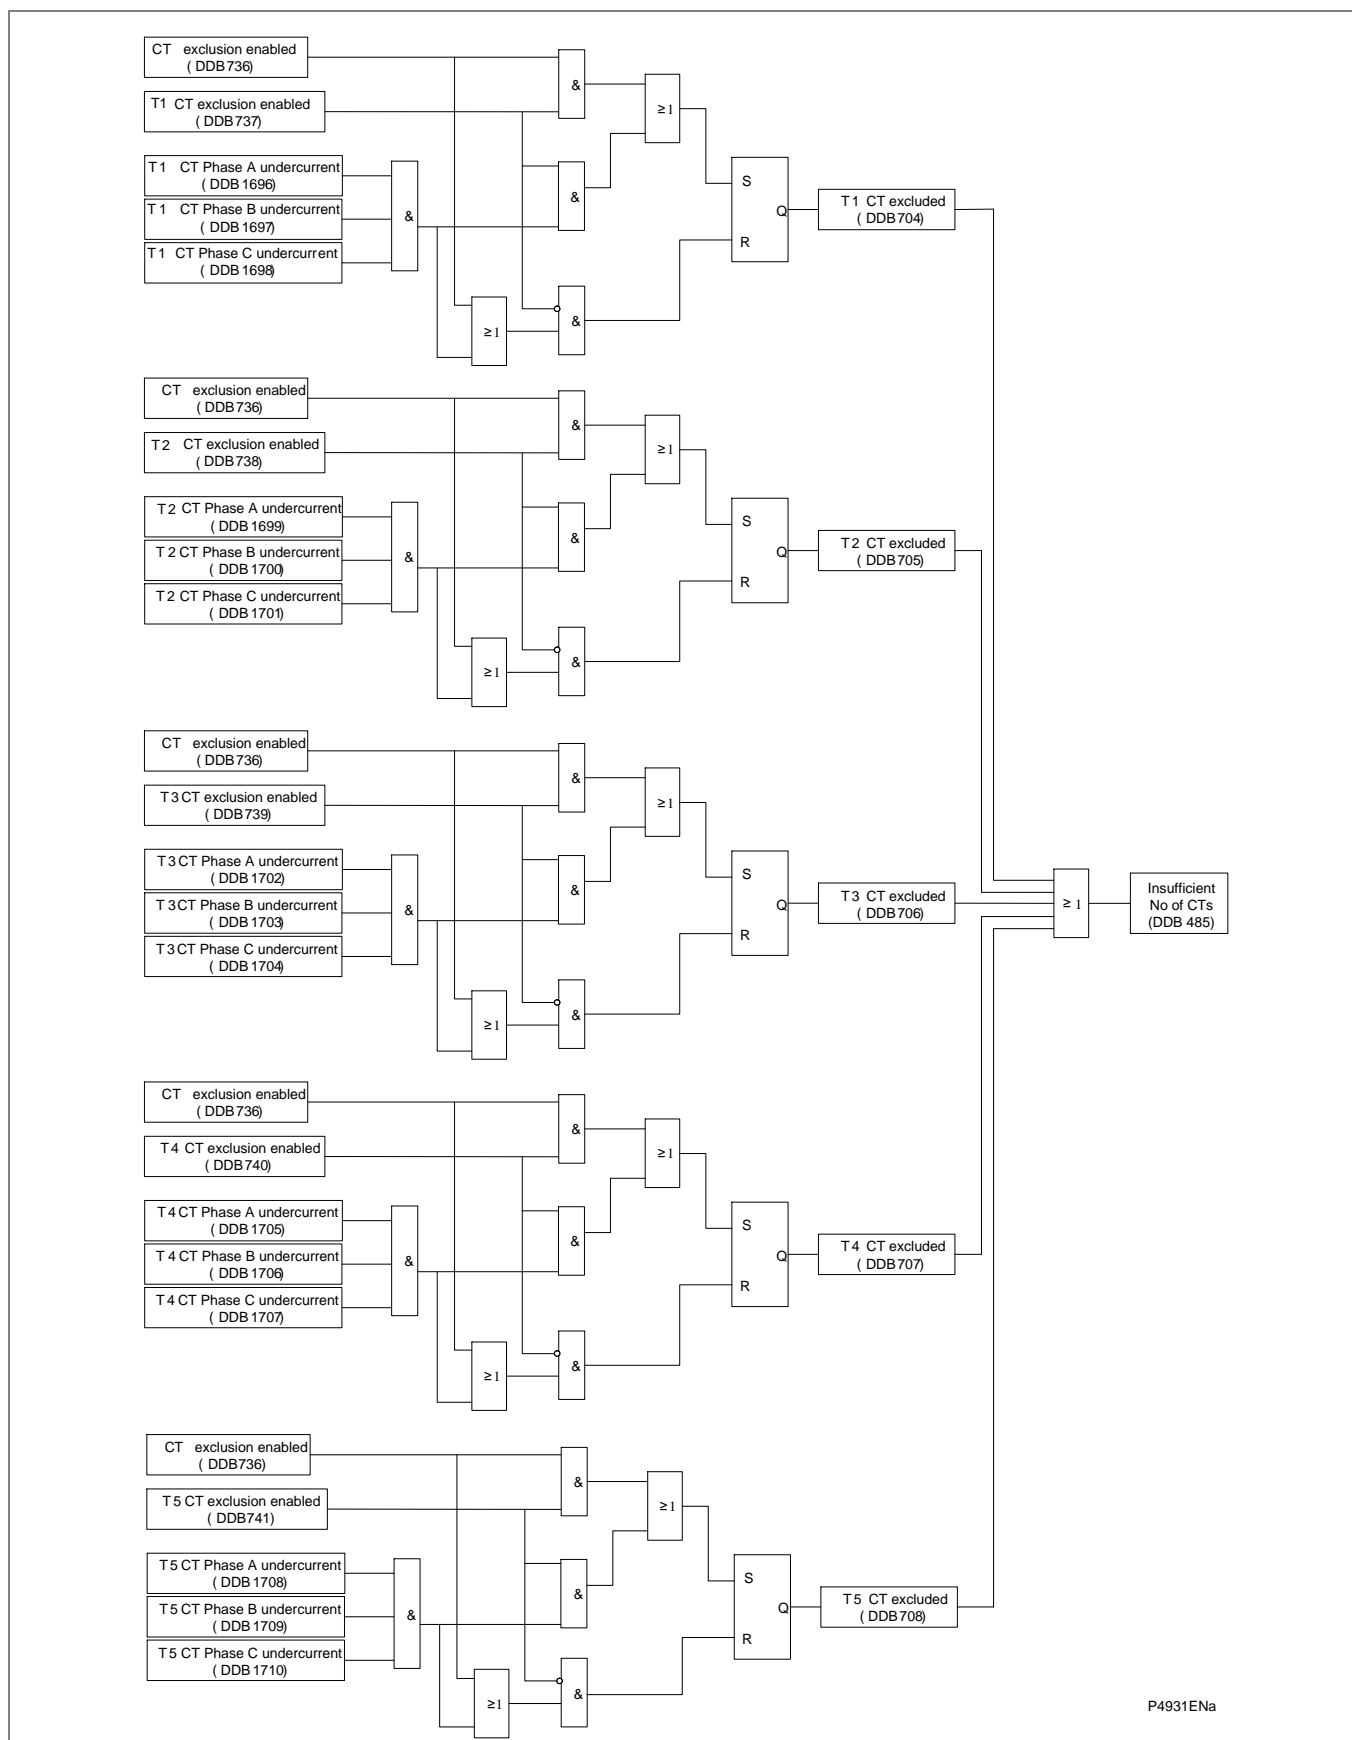 CT exclusion enabled
( DDB736)
&
≥ 1
T1 CT exclusion enabled
( DDB737)
T1 CT Phase A undercurrent
( DDB1696)
T1 CT Phase B undercurrent
( DDB1697)
T1 CT Phase C undercurrent
( DDB1698)
&
&
S
Q
R
T1 CT excluded
( DDB704)
≥ 1
&
CT exclusion enabled
( DDB736)
&
≥ 1
T2 CT exclusion enabled
( DDB738)
T2 CT Phase A undercurrent
( DDB1699)
T2 CT Phase B undercurrent
( DDB1700)
T2 CT Phase C undercurrent
( DDB1701)
&
&
S
Q
R
T2 CT excluded
( DDB705)
≥ 1
&
CT exclusion enabled
( DDB736)
&
≥ 1
T3 CT exclusion enabled
( DDB739)
T3 CT Phase A undercurrent
( DDB1702)
T3 CT Phase B undercurrent
( DDB1703)
T3 CT Phase C undercurrent
( DDB1704)
&
&
S
Q
R
T3 CT excluded
( DDB706)
≥ 1
Insufficient
No of CTs
(DDB 485)
≥ 1
&
CT exclusion enabled
( DDB736)
&
≥ 1
T4 CT exclusion enabled
( DDB740)
T4 CT Phase A undercurrent
( DDB1705)
T4 CT Phase B undercurrent
( DDB1706)
T4 CT Phase C undercurrent
( DDB1707)
&
&
S
Q
R
T4 CT excluded
( DDB707)
≥ 1
&
CT exclusion enabled
( DDB736)
&
≥ 1
T5 CT exclusion enabled
( DDB741)
T5 CT Phase A undercurrent
( DDB1708)
T5 CT Phase B undercurrent
( DDB1709)
T5 CT Phase C undercurrent
( DDB1710)
&
&
S
Q
R
T5 CT excluded
( DDB708)
≥ 1
&
P4931ENa